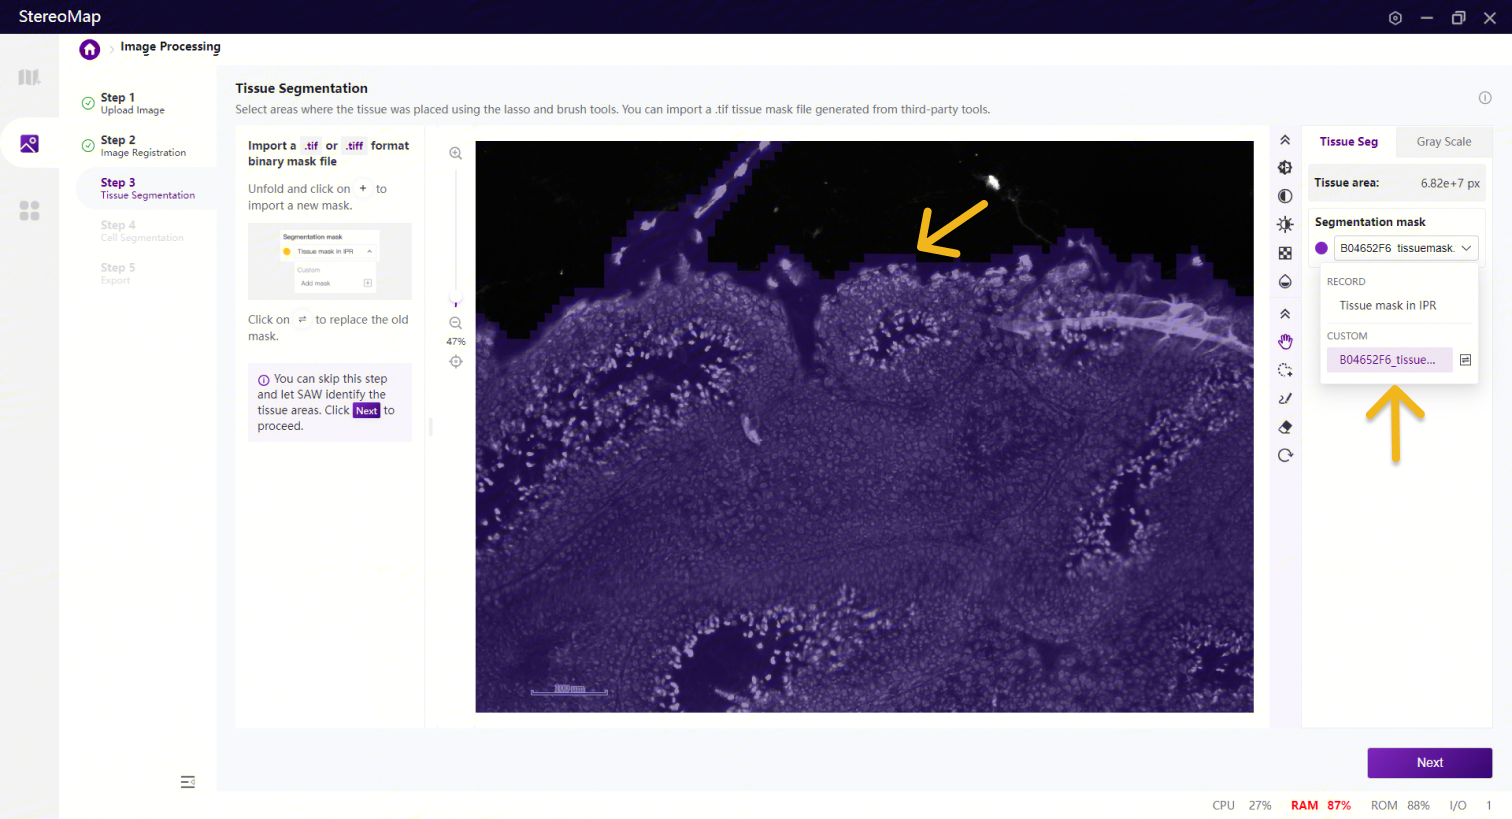 StereoMap
Image Processing
Step 1
Upload Image
Step 2
Image Registration
Step 3
Tissue Segmentation
Step 4
Cell Segmentation
Step 5
Export
Tissue Segmentation
Select areas where the tissue was placed using the lasso and brush tools. You can import a .tif tissue mask file generated from third-party tools.
Import a .tif or .tiff format
binary mask file
Unfold and click on + to
import a new mask.
Segmentation mask
Tissue mask in IPR
Custom
Add mask
Click on ⇌ to replace the old
mask.
You can skip this step
and let SAW identify the
tissue areas. Click Next to
proceed.
47%
100 μm
Tissue Seg
Gray Scale
Tissue area: 6.82e+7 px
Segmentation mask
B04652F6 tissuemask.
RECORD
Tissue mask in IPR
CUSTOM
B04652F6_tissue...
Next
CPU 27% RAM 87% ROM 88% I/O 1